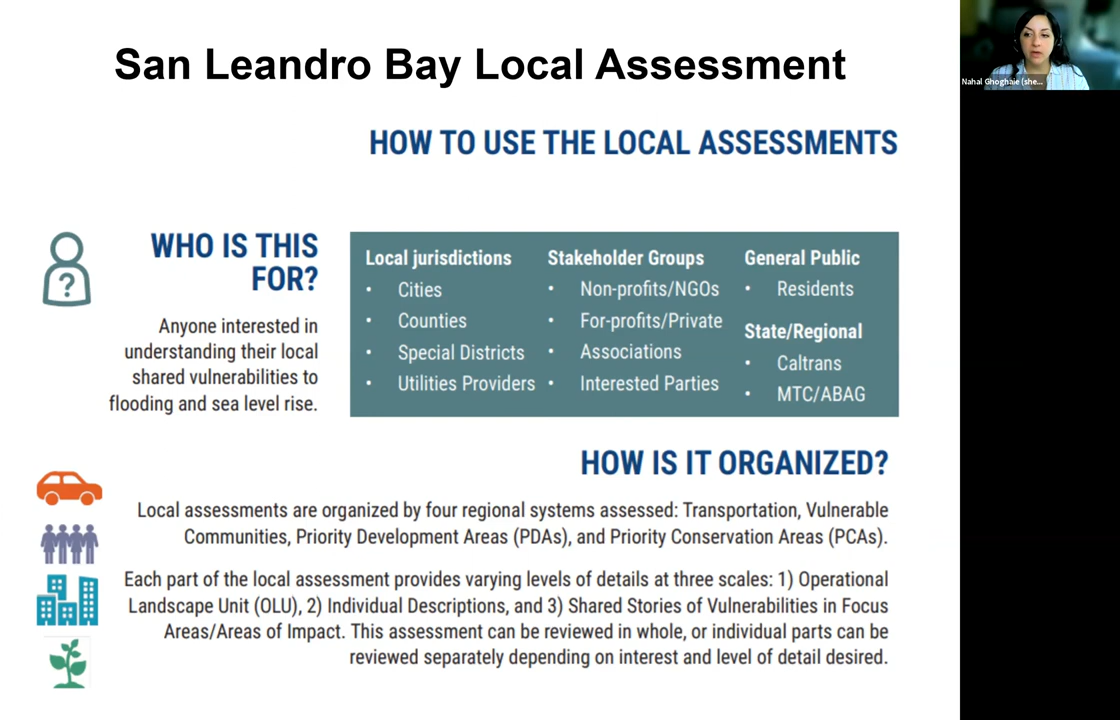 San Leandro Bay Local Assessment
Nahal Ghoghaie (she...
HOW TO USE THE LOCAL ASSESSMENTS
WHO IS THIS
FOR?
?
Anyone interested in
understanding their local
shared vulnerabilities to
flooding and sea level rise.
Local jurisdictions
• Cities
• Counties
• Special Districts
• Utilities Providers
Stakeholder Groups
• Non-profits/NGOs
• For-profits/Private
• Associations
• Interested Parties
General Public
• Residents
State/Regional
• Caltrans
• MTC/ABAG
HOW IS IT ORGANIZED?
Local assessments are organized by four regional systems assessed: Transportation, Vulnerable
Communities, Priority Development Areas (PDAs), and Priority Conservation Areas (PCAs).
Each part of the local assessment provides varying levels of details at three scales: 1) Operational
Landscape Unit (OLU), 2) Individual Descriptions, and 3) Shared Stories of Vulnerabilities in Focus
Areas/Areas of Impact. This assessment can be reviewed in whole, or individual parts can be
reviewed separately depending on interest and level of detail desired.